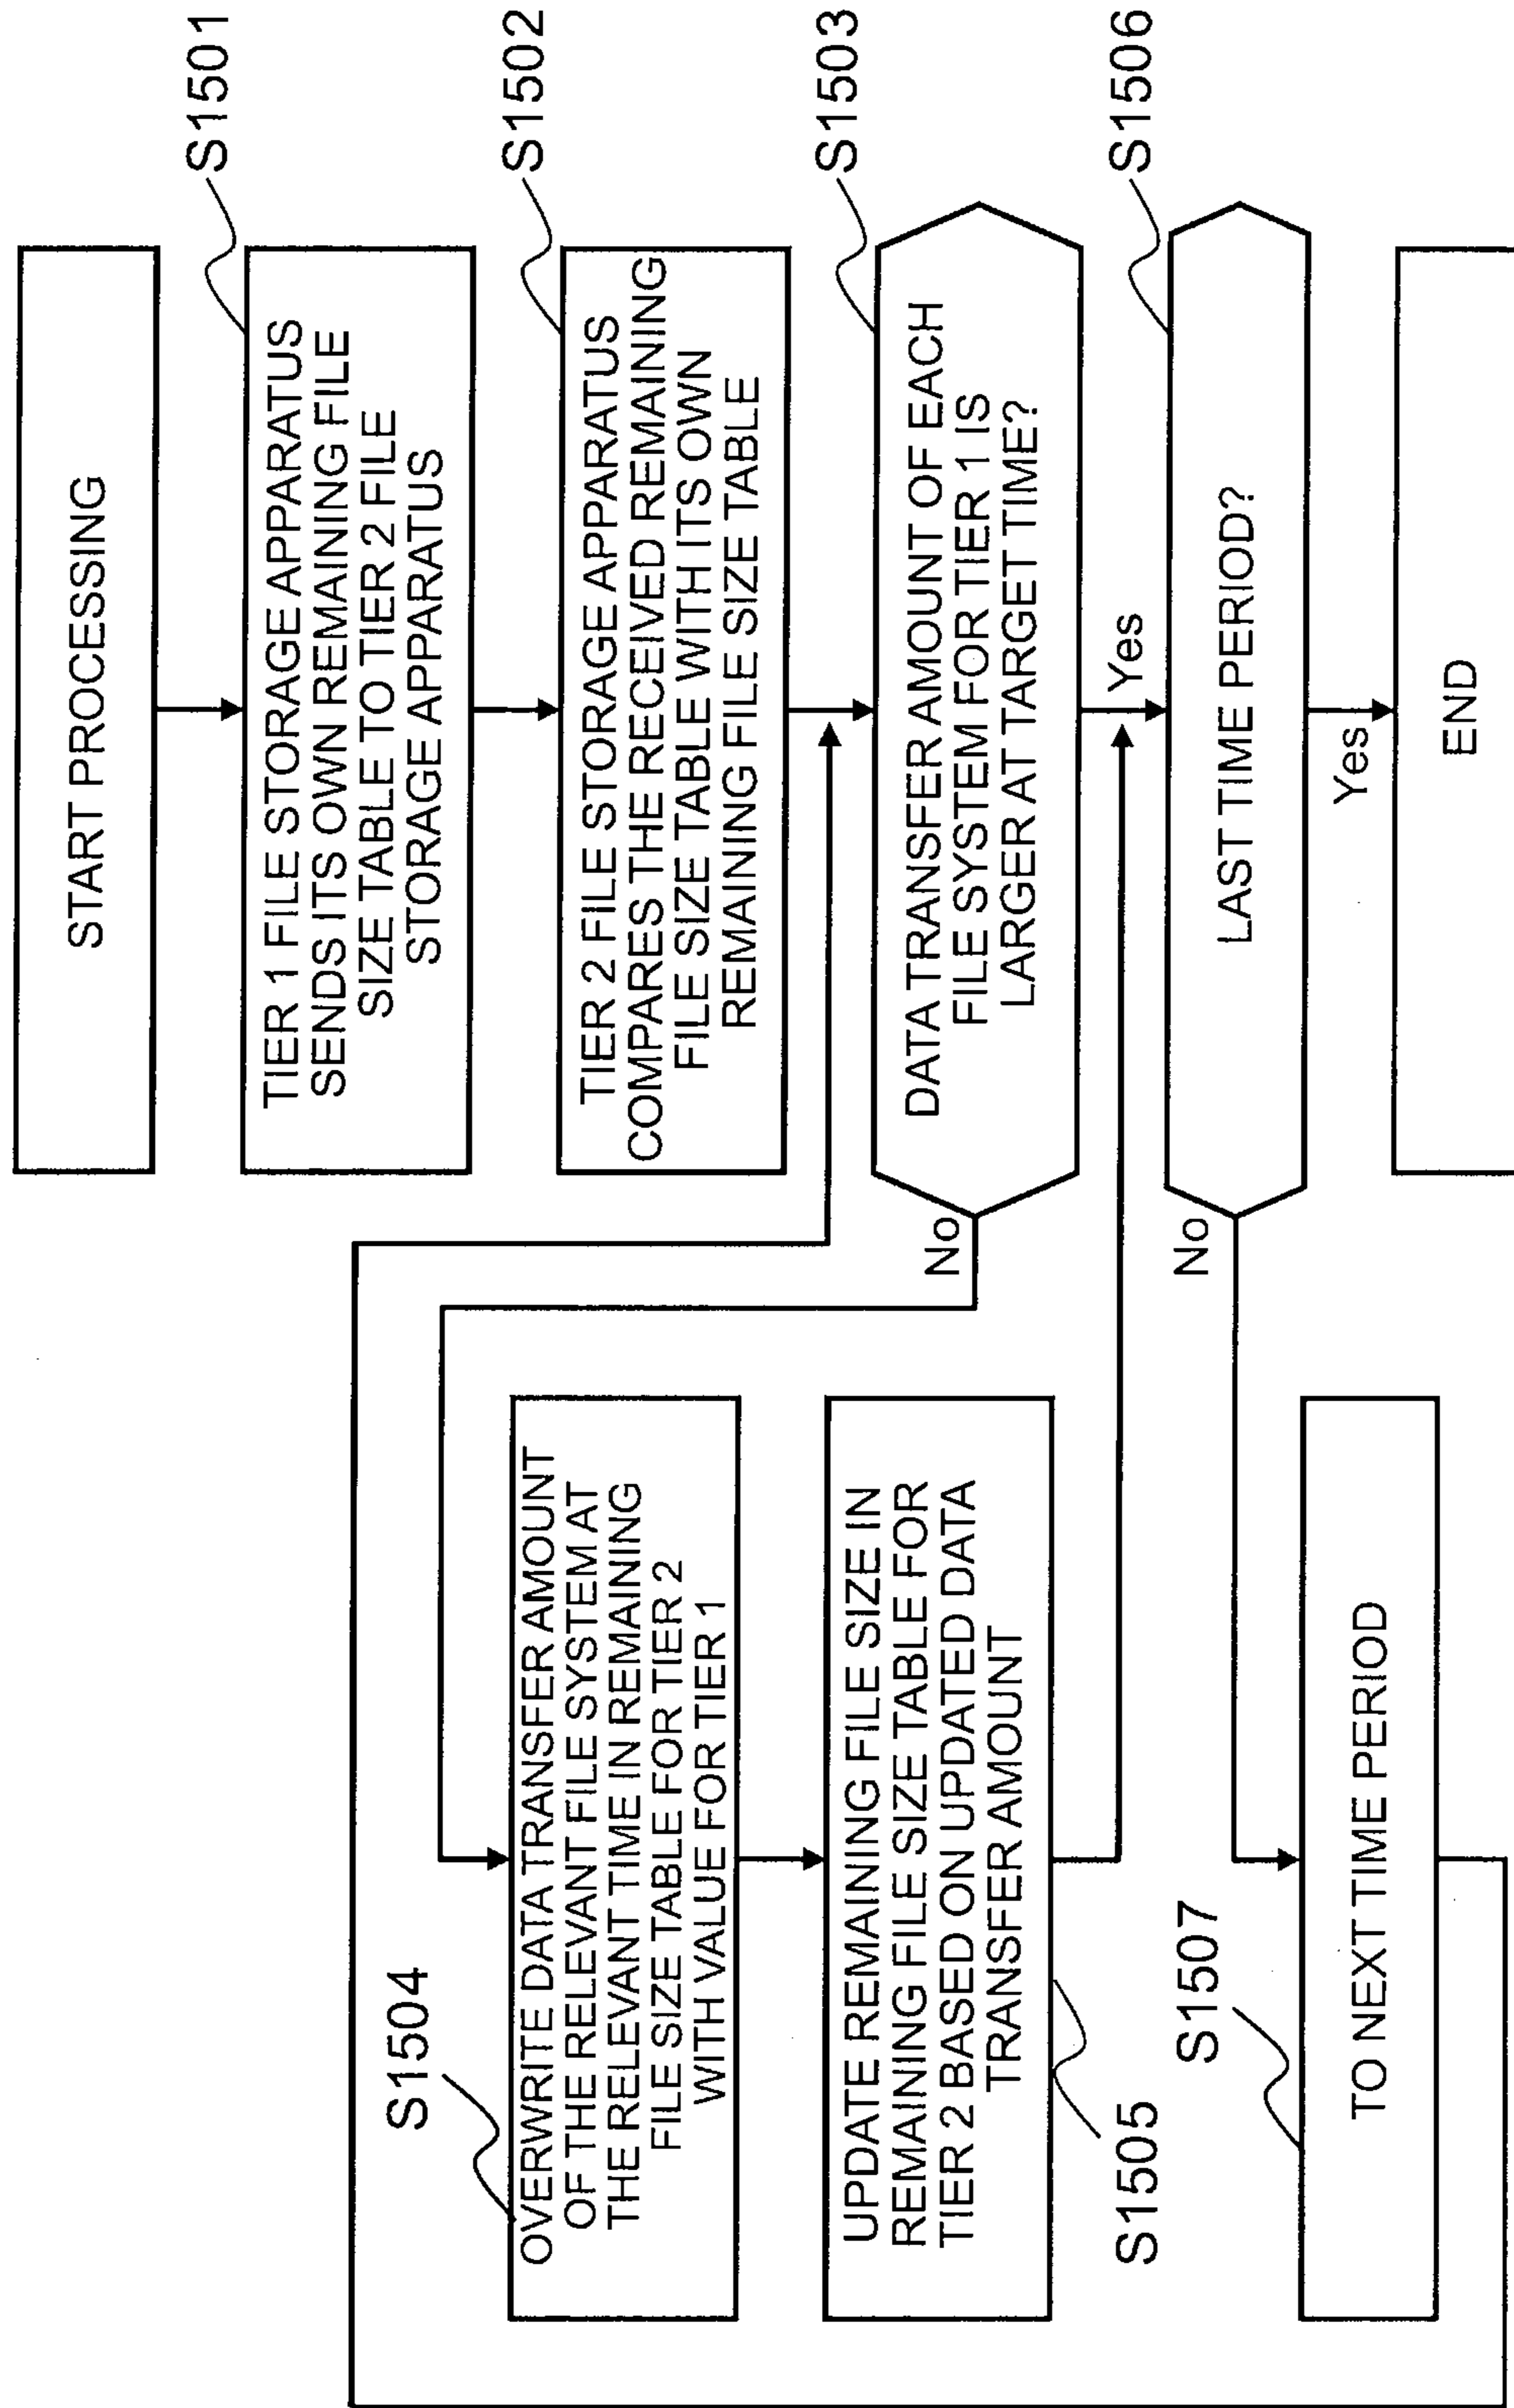 START PROCESSING
S1501
TIER 1 FILE STORAGE APPARATUS
SENDS ITS OWN REMAINING FILE
SIZE TABLE TO TIER 2 FILE
STORAGE APPARATUS
S1502
TIER 2 FILE STORAGE APPARATUS
COMPARES THE RECEIVED REMAINING
FILE SIZE TABLE WITH ITS OWN
REMAINING FILE SIZE TABLE
S1503
DATA TRANSFER AMOUNT OF EACH
FILE SYSTEM FOR TIER 1 IS
LARGER AT TARGET TIME?
No
Yes
S1504
OVERWRITE DATA TRANSFER AMOUNT
OF THE RELEVANT FILE SYSTEM AT
THE RELEVANT TIME IN REMAINING
FILE SIZE TABLE FOR TIER 2
WITH VALUE FOR TIER 1
UPDATE REMAINING FILE SIZE IN
REMAINING FILE SIZE TABLE FOR
TIER 2 BASED ON UPDATED DATA
TRANSFER AMOUNT
S1505
S1506
LAST TIME PERIOD?
No
Yes
S1507
TO NEXT TIME PERIOD
END